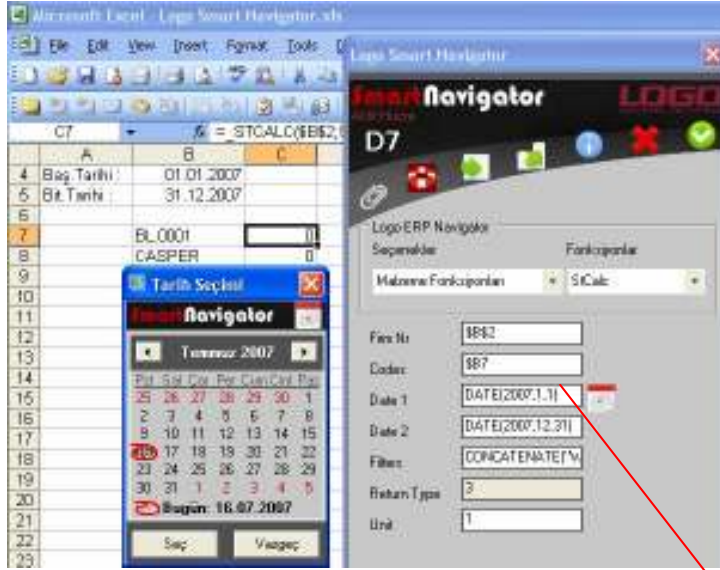 Microsoft Excel - Logo Smart Navigator.xls
File Edit View Insert Format Tools
C7 fx =_STCALC($B$2,
A B C
4 Baş.Tarihi : 01.01.2007
5 Bit.Tarihi : 31.12.2007
6
7 BL.0001 0
8 CASPER 0
9
10
11
12
13
14
15
16
17
18
19
20
21
22
23
Tarih Seçimi
Smart Navigator
Temmuz 2007
Pzt Sal Çar Per Cum Cmt Paz
25 26 27 28 29 30 1
2 3 4 5 6 7 8
9 10 11 12 13 14 15
16 17 18 19 20 21 22
23 24 25 26 27 28 29
30 31 1 2 3 4 5
Bugün: 16.07.2007
Seç Vazgeç
Logo Smart Navigator
Smart Navigator LOGO
D7
Logo ERP Navigator
Seçenekler Fonksiyonlar
Malzeme Fonksiyonları StCalc
Firm Nr $B$2
Codes $B7
Date 1 DATE(2007,1,1)
Date 2 DATE(2007,12,31)
Filters CONCATENATE("
Return Type 3
Unit 1